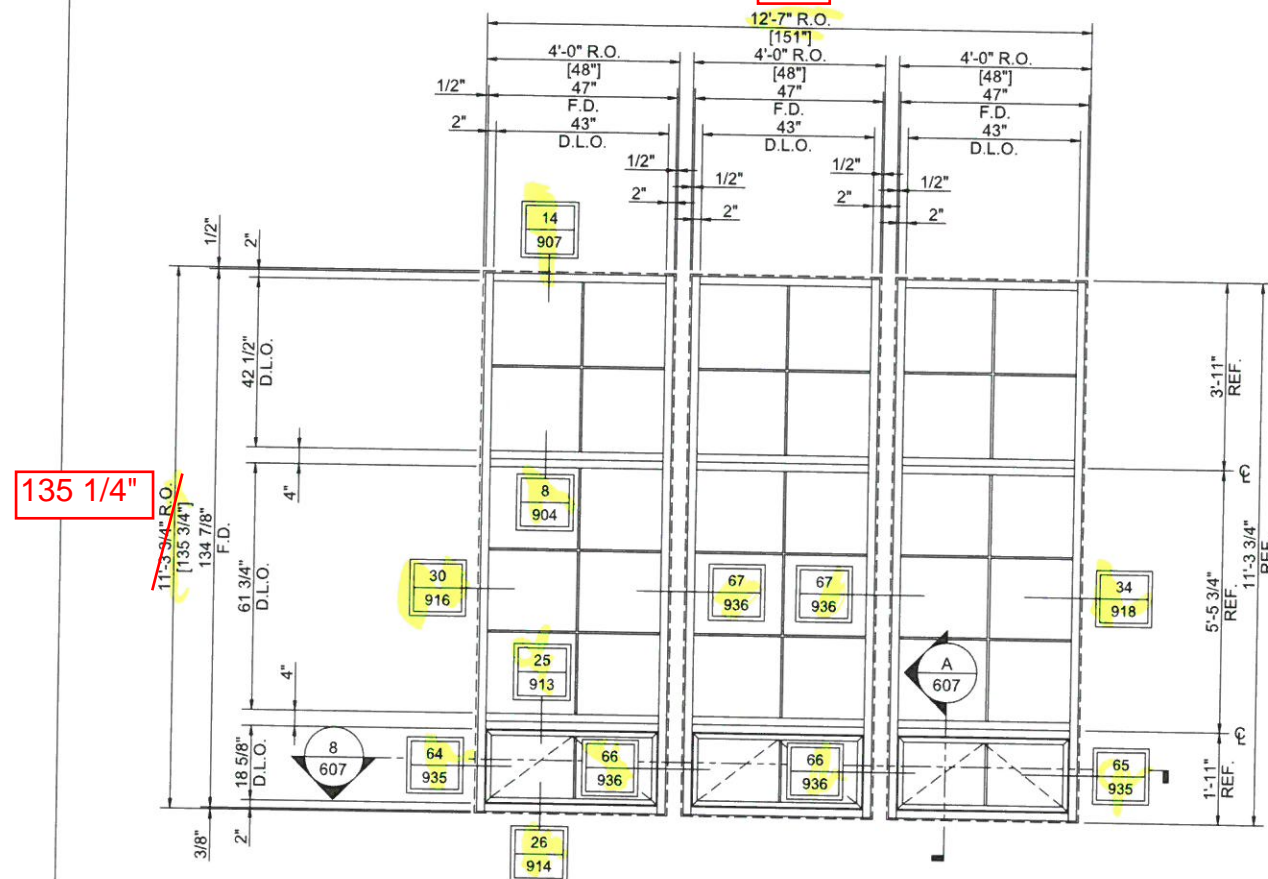 12'-7" R.O.
[151"]
4'-0" R.O. 4'-0" R.O. 4'-0" R.O.
[48"] [48"] [48"]
1/2" 47" 47" 47"
F.D. F.D. F.D.
2" 43" 43" 43"
D.L.O. D.L.O. D.L.O.
1/2" 1/2"
1/2" 1/2"
2" 2"
2" 2"
14
907
1/2"
2"
42 1/2"
D.L.O.
4"
135 1/4"
11'-3 3/4" R.O.
[135 3/4"]
134 7/8"
F.D.
61 3/4"
D.L.O.
4"
18 5/8"
D.L.O.
3/8"
2"
8
904
30
916
67
936
67
936
34
918
25
913
A
607
8
607
64
935
66
936
66
936
65
935
26
914
3'-11"
REF.
℄
5'-5 3/4"
REF.
11'-3 3/4"
REF.
℄
1'-11"
REF.